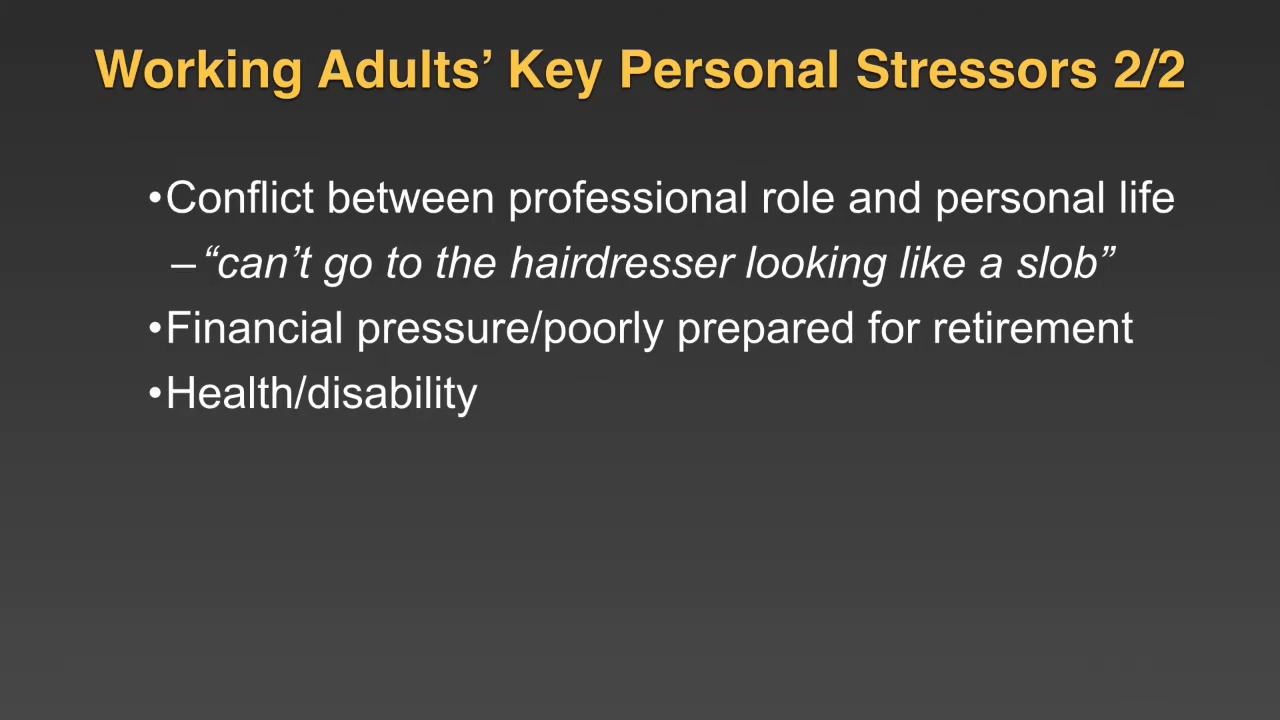 Working Adults’ Key Personal Stressors 2/2
•Conflict between professional role and personal life
–“can’t go to the hairdresser looking like a slob”
•Financial pressure/poorly prepared for retirement
•Health/disability